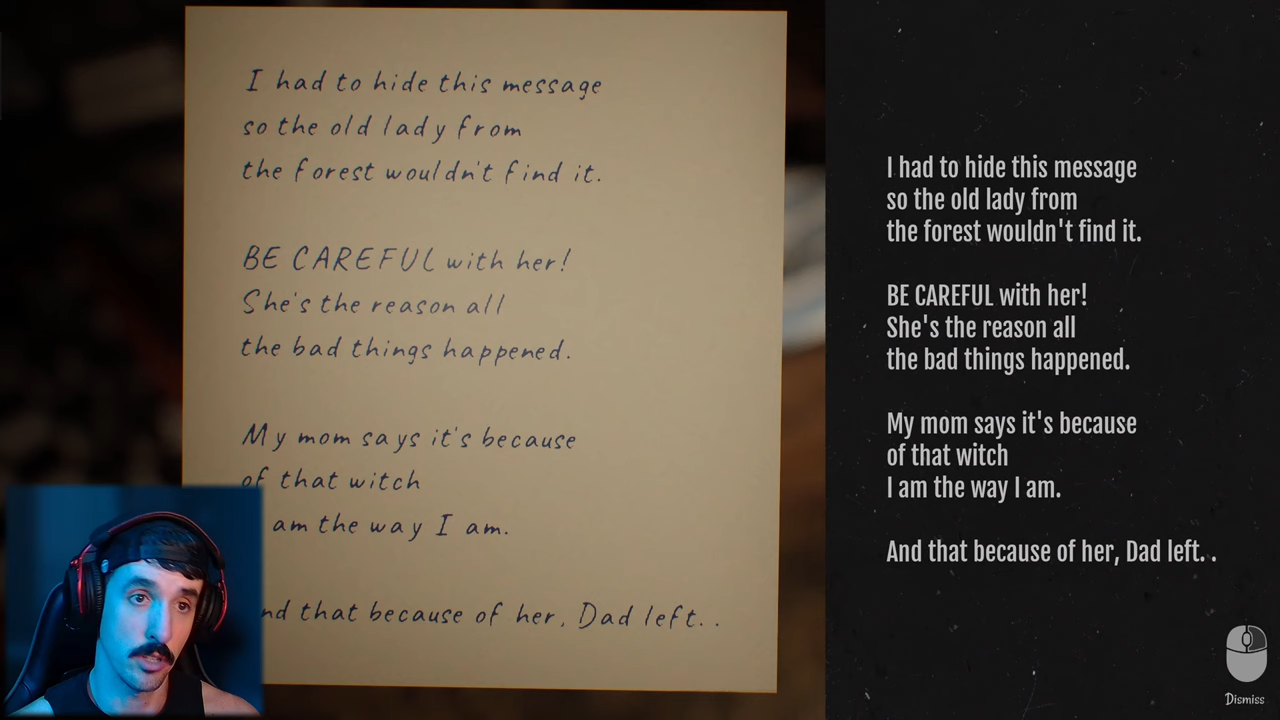 I had to hide this message
so the old lady from
the forest wouldn't find it.
BE CAREFUL with her!
She's the reason all
the bad things happened.
My mom says it's because
of that witch
am the way I am.
nd that because of her, Dad left. .
I had to hide this message
so the old lady from
the forest wouldn't find it.
BE CAREFUL with her!
She's the reason all
the bad things happened.
My mom says it's because
of that witch
I am the way I am.
And that because of her, Dad left. .
Dismiss